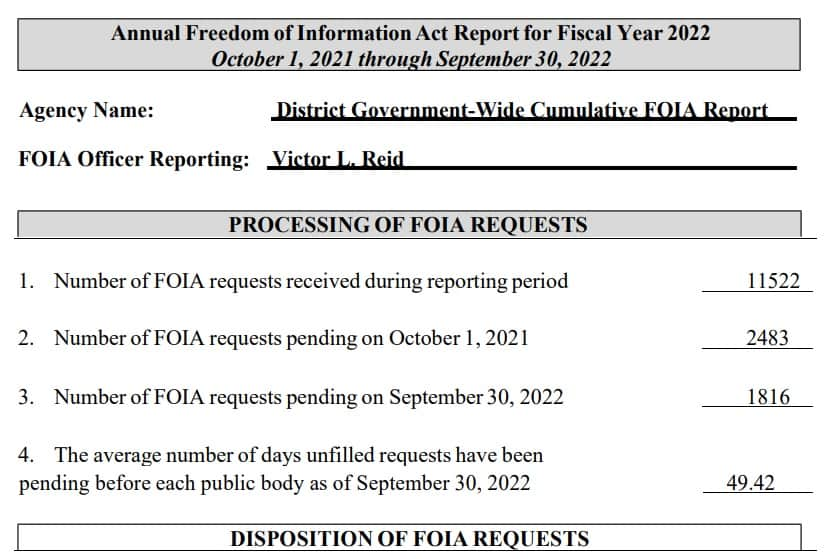 Annual Freedom of Information Act Report for Fiscal Year 2022
October 1, 2021 through September 30, 2022
Agency Name: District Government-Wide Cumulative FOIA Report
FOIA Officer Reporting: Victor L. Reid
PROCESSING OF FOIA REQUESTS
1. Number of FOIA requests received during reporting period 11522
2. Number of FOIA requests pending on October 1, 2021 2483
3. Number of FOIA requests pending on September 30, 2022 1816
4. The average number of days unfilled requests have been
pending before each public body as of September 30, 2022 49.42
DISPOSITION OF FOIA REQUESTS